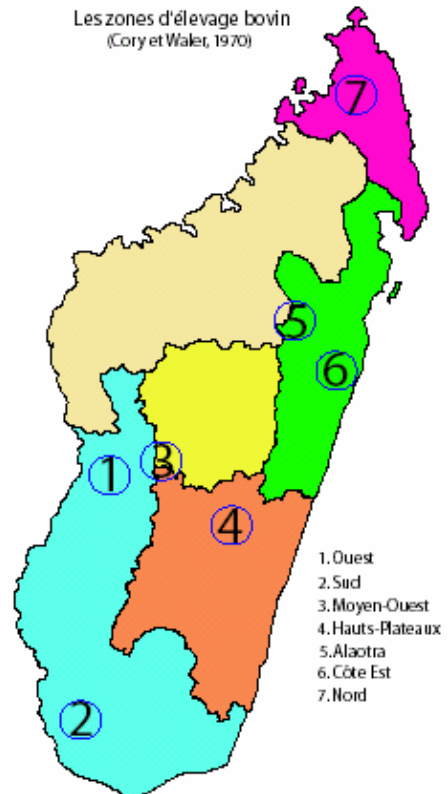 Les zones d'élevage bovin
(Cory et Waler, 1970)
7
5
6
1
3
4
1. Ouest
2. Sud
3. Moyen-Ouest
4. Hauts-Plateaux
5. Alaotra
6. Côte Est
7. Nord
2